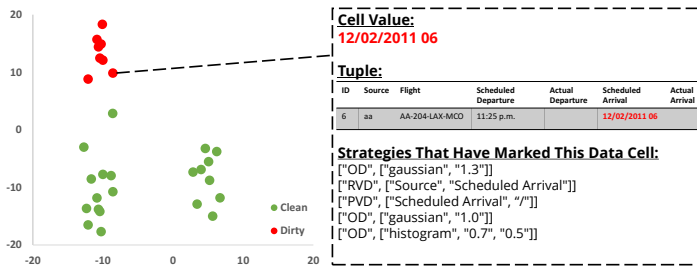 20
10
0
-10
-20
-20
-10
0
10
20
Clean
Dirty
Cell Value:
12/02/2011 06
Tuple:
ID Source Flight Scheduled Departure Actual Departure Scheduled Arrival Actual Arrival
6 aa AA-204-LAX-MCO 11:25 p.m. 12/02/2011 06
Strategies That Have Marked This Data Cell:
["OD", ["gaussian", "1.3"]]
["RVD", ["Source", "Scheduled Arrival"]]
["PVD", ["Scheduled Arrival", “/”]]
["OD", ["gaussian", "1.0"]]
["OD", ["histogram", "0.7", "0.5"]]